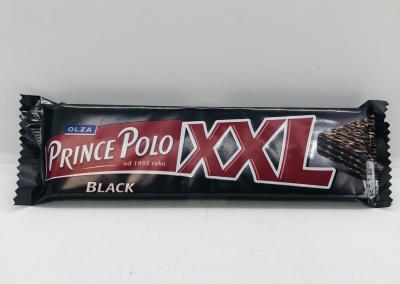 OLZA
PRINCE POLO XXL
od 1955 roku
BLACK